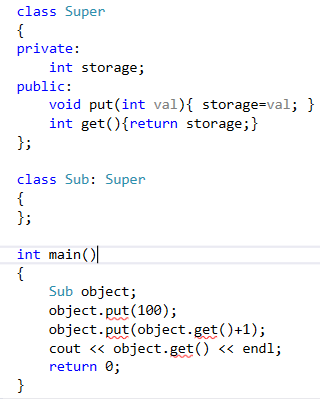 class Super
{
private:
    int storage;
public:
    void put(int val){ storage=val; }
    int get(){return storage;}
};

class Sub: Super
{
};

int main()
{
    Sub object;
    object.put(100);
    object.put(object.get()+1);
    cout << object.get() << endl;
    return 0;
}